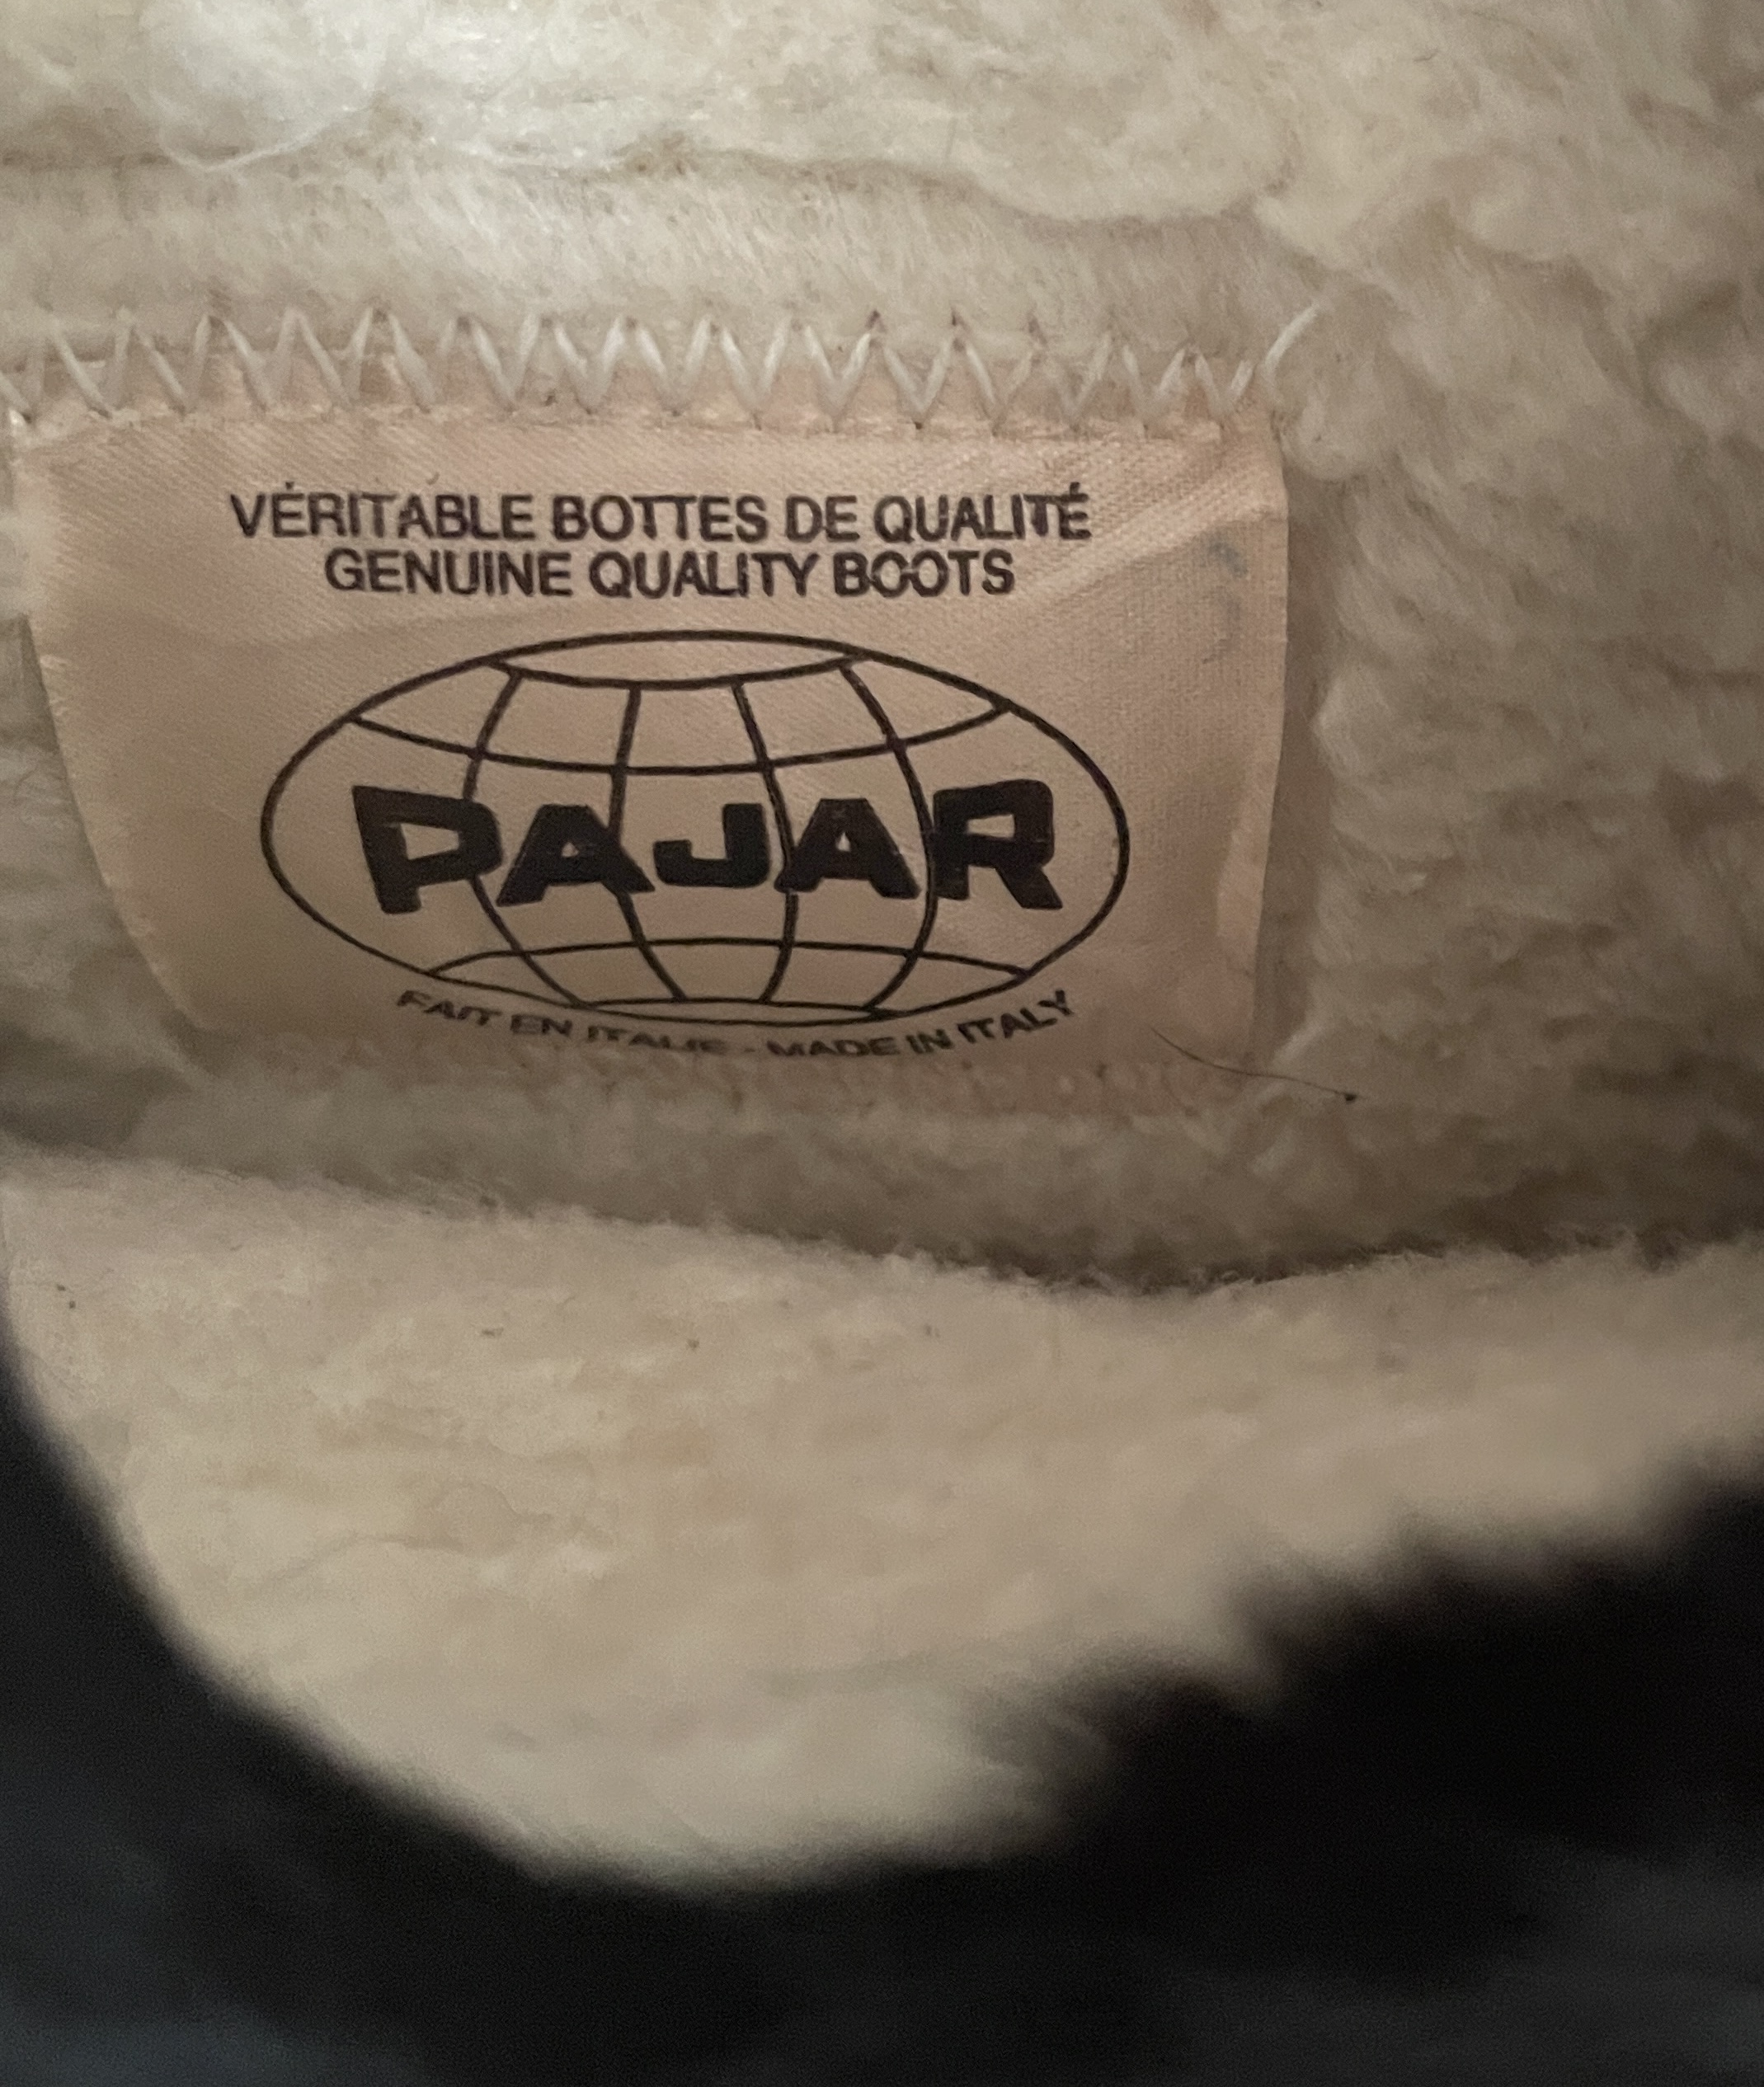 VÉRITABLE BOTTES DE QUALITÉ
GENUINE QUALITY BOOTS
PAJAR
FAIT EN ITALIE - MADE IN ITALY